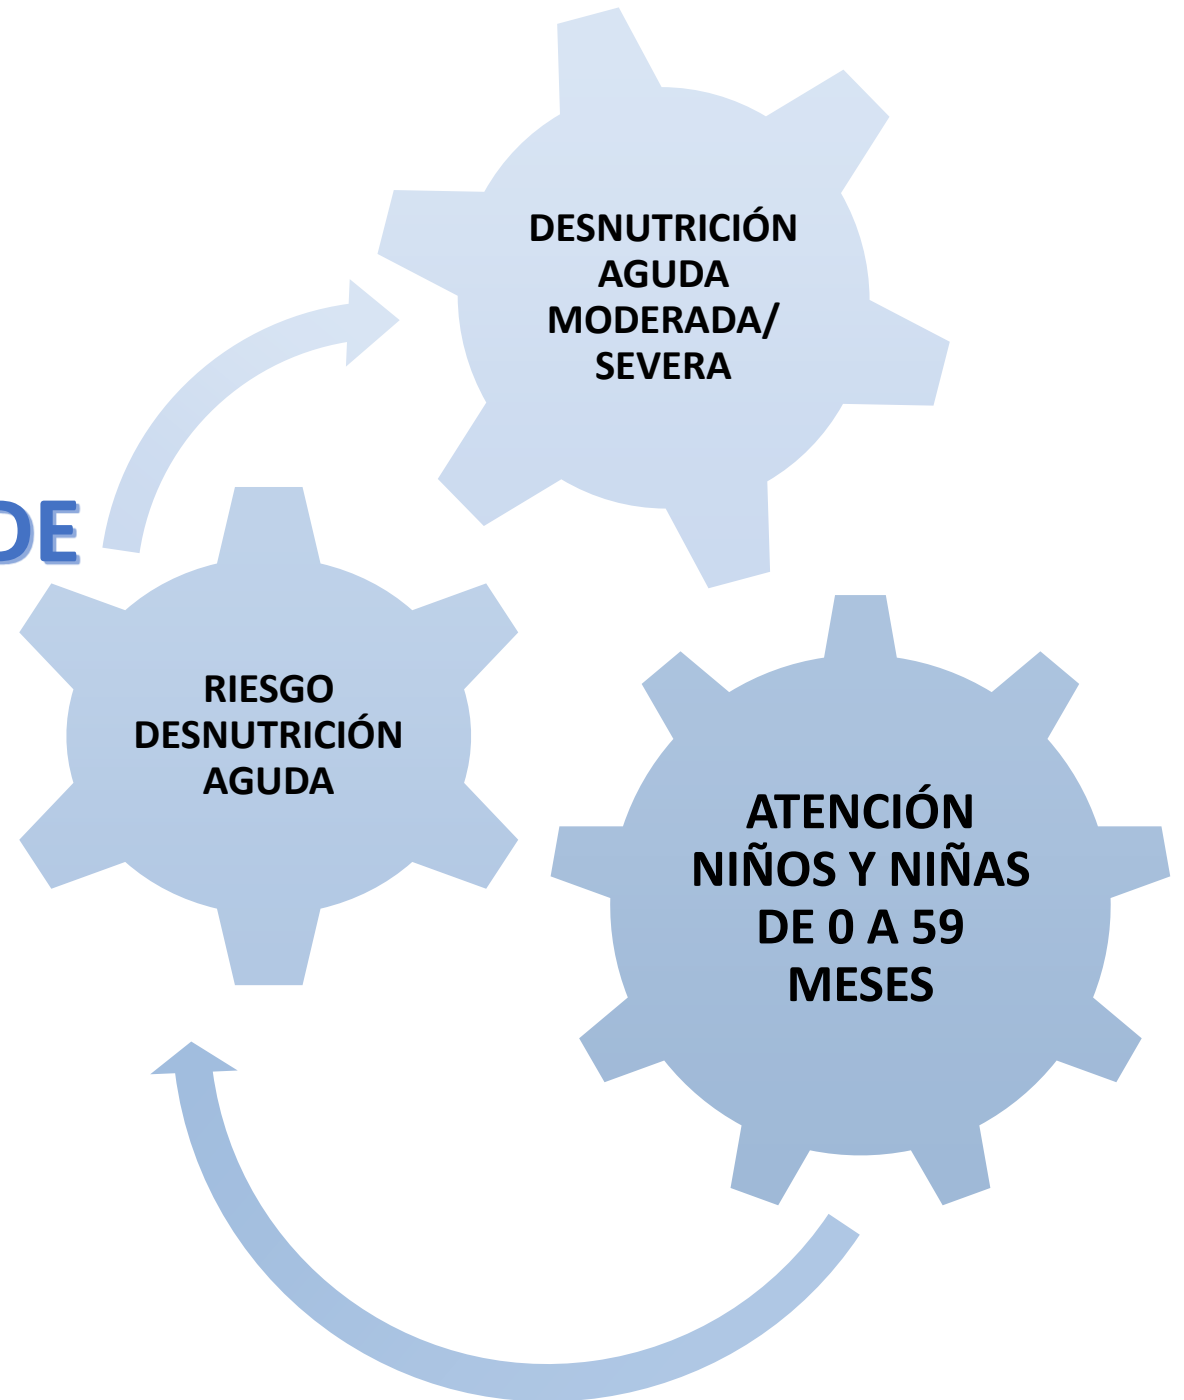 DESNUTRICIÓN
AGUDA
MODERADA/
SEVERA
DE
RIESGO
DESNUTRICIÓN
AGUDA
ATENCIÓN
NIÑOS Y NIÑAS
DE 0 A 59
MESES